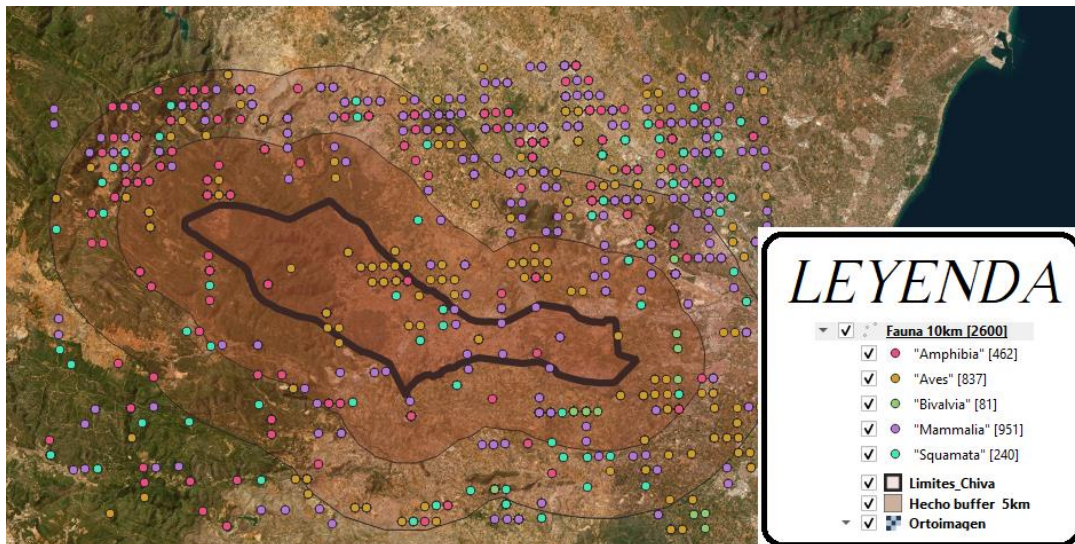 LEYENDA
Fauna 10km [2600]
"Amphibia" [462]
"Aves" [837]
"Bivalvia" [81]
"Mammalia" [951]
"Squamata" [240]
Limites_Chiva
Hecho buffer 5km
Ortoimagen